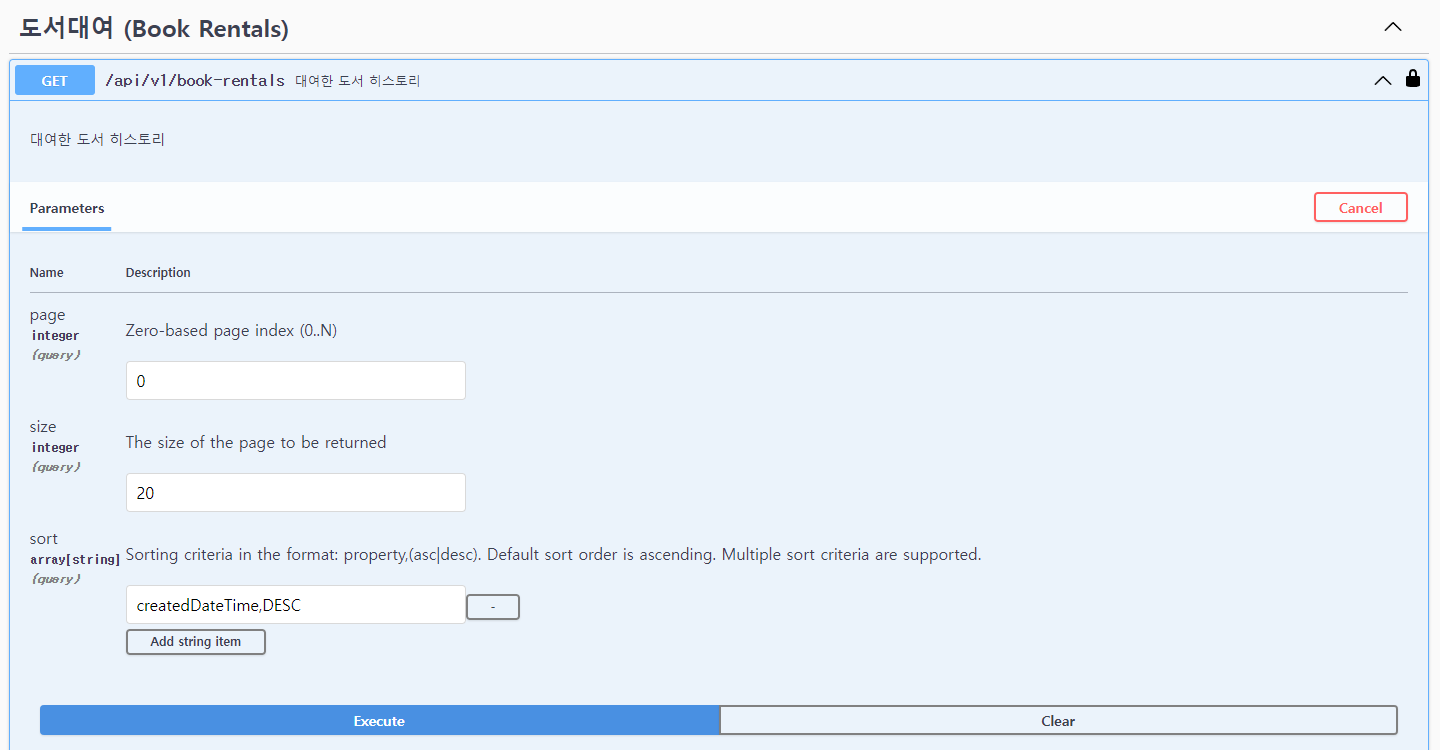 도서대여 (Book Rentals)
GET /api/v1/book-rentals 대여한 도서 히스토리
대여한 도서 히스토리
Parameters
Cancel
Name Description
page
integer
(query)
Zero-based page index (0..N)
0
size
integer
(query)
The size of the page to be returned
20
sort
array[string]
(query)
Sorting criteria in the format: property,(asc|desc). Default sort order is ascending. Multiple sort criteria are supported.
createdDateTime,DESC
-
Add string item
Execute
Clear